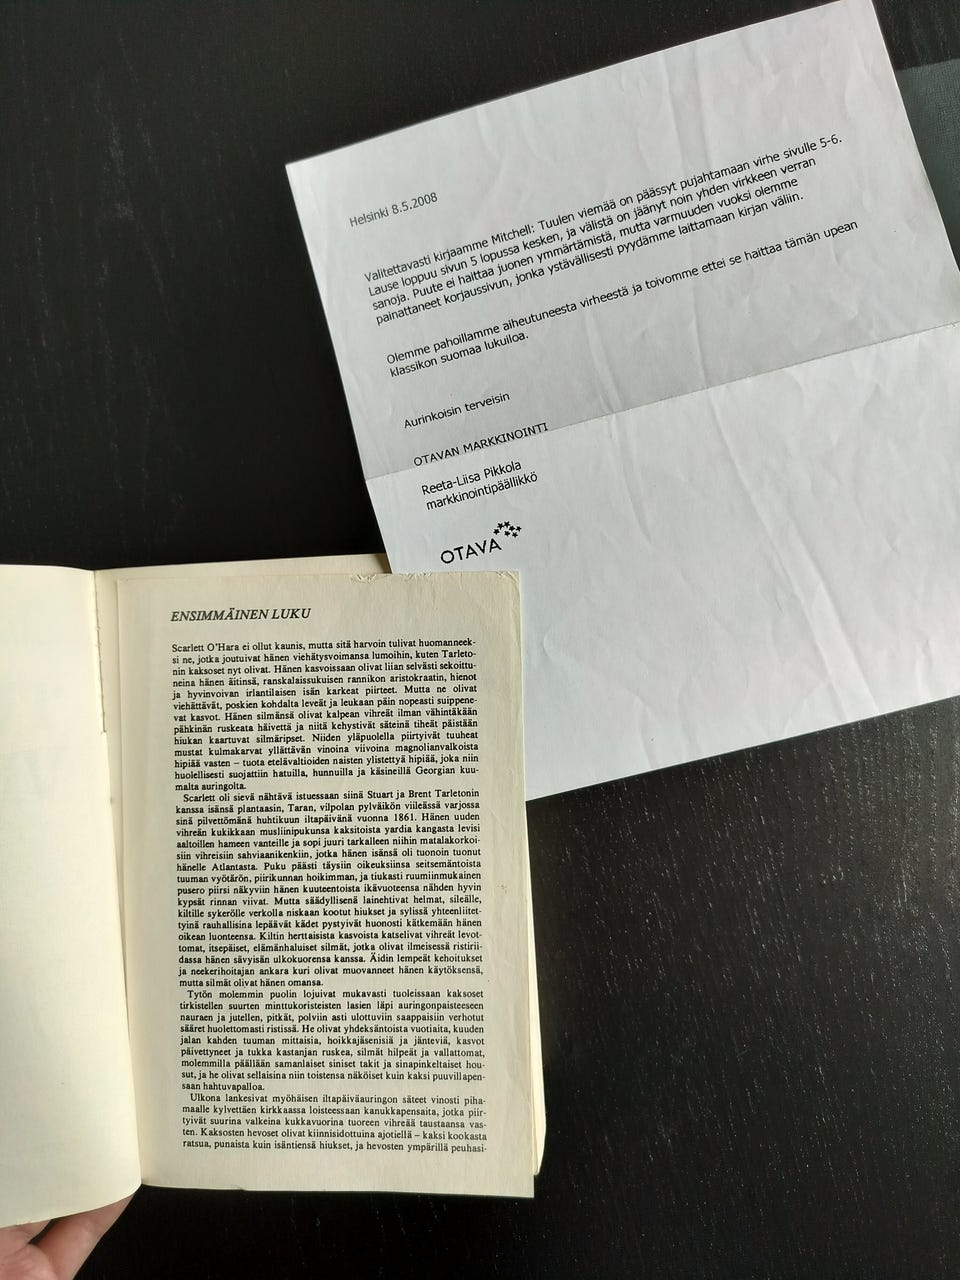 Helsinki 8.5.2008
Valitettavasti kirjaamme Mitchell: Tuulen viemää on päässyt pujahtamaan virhe sivulle 5-6.
Lause loppuu sivun 5 lopussa kesken, ja välistä on jäänyt noin yhden virkkeen verran
sanoja. Puute ei haittaa juonen ymmärtämistä, mutta varmuuden vuoksi olemme
painattaneet korjaussivun, jonka ystävällisesti pyydämme laittamaan kirjan väliin.
Olemme pahoillamme aiheutuneesta virheestä ja toivomme ettei se haittaa tämän upean
klassikon suomaa lukuiloa.
Aurinkoisin terveisin
OTAVAN MARKKINOINTI
Reeta-Liisa Pikkola
markkinointipäällikkö
OTAVA
ENSIMMÄINEN LUKU
Scarlett O'Hara ei ollut kaunis, mutta sitä harvoin tulivat huomanneek-
si ne, jotka joutuivat hänen viehätysvoimansa lumoihin, kuten Tarleto-
nin kaksoset nyt olivat. Hänen kasvoissaan olivat liian selvästi sekoittu-
neina hänen äitinsä, ranskalaissukuisen rannikon aristokraatin, hienot
ja hyvinvoivan irlantilaisen isän karkeat piirteet. Mutta ne olivat
viehättävät, poskien kohdalta leveät ja leukaan päin nopeasti suippene-
vat kasvot. Hänen silmänsä olivat kalpean vihreät ilman vähintäkään
pähkinän ruskeata häivettä ja niitä kehystivät säteinä tiheät päistään
hiukan kaartuvat silmäripset. Niiden yläpuolella piirtyivät tuuheat
mustat kulmakarvat yllättävän vinoina viivoina magnolianvalkoista
hipiää vasten – tuota etelävaltioiden naisten ylistettyä hipiää, joka niin
huolellisesti suojattiin hatuilla, hunnuilla ja käsineillä Georgian kuu-
malta auringolta.
Scarlett oli sievä nähtävä istuessaan siinä Stuart ja Brent Tarletonin
kanssa isänsä plantaasin, Taran, vilpolan pylväikön viileässä varjossa
sinä pilvettömänä huhtikuun iltapäivänä vuonna 1861. Hänen uuden
vihreän kukikkaan musliinipukunsa kaksitoista yardia kangasta levisi
aaltoillen hameen vanteille ja sopi juuri tarkalleen niihin matalakorkoi-
siin vihreisiin sahviaanikenkiin, jotka hänen isänsä oli tuonoin tuonut
hänelle Atlantasta. Puku päästi täysiin oikeuksiinsa seitsemäntoista
tuuman vyötärön, piirikunnan hoikimman, ja tiukasti ruumiinmukainen
pusero piirsi näkyviin hänen kuuteentoista ikävuoteensa nähden hyvin
kypsät rinnan viivat. Mutta säädyllisenä lainehtivat helmat, sileälle,
kiltille sykerölle verkolla niskaan kootut hiukset ja sylissä yhteenliitet-
tyinä rauhallisina lepäävät kädet pystyivät huonosti kätkemään hänen
oikean luonteensa. Kiltin herttaisista kasvoista katselivat vihreät levot-
tomat, itsepäiset, elämänhaluiset silmät, jotka olivat ilmeisessä ristirii-
dassa hänen sävyisän ulkokuorensa kanssa. Äidin lempeät kehoitukset
ja neekerihoitajan ankara kuri olivat muovanneet hänen käytöksensä,
mutta silmät olivat hänen omansa.
Tytön molemmin puolin lojuivat mukavasti tuoleissaan kaksoset
tirkistellen suurten minttukoristeisten lasien läpi auringonpaisteeseen
nauraen ja jutellen, pitkät, polviin asti ulottuviin saappaisiin verhotut
sääret huolettomasti ristissä. He olivat yhdeksäntoista vuotiaita, kuuden
jalan kahden tuuman mittaisia, hoikkajäsenisiä ja jänteviä, kasvot
päivettyneet ja tukka kastanjan ruskea, silmät hilpeät ja vallattomat,
molemmilla päällään samanlaiset siniset takit ja sinapinkeltaiset hou-
sut, ja he olivat sellaisina niin toistensa näköiset kuin kaksi puuvillapen-
saan hahtuvapalloa.
Ulkona lankesivat myöhäisen iltapäiväauringon säteet vinosti piha-
maalle kylvettäen kirkkaassa loisteessaan kanukkapensaita, jotka piir-
tyivät suurina valkeina kukkavuorina tuoreen vihreää taustaansa vas-
ten. Kaksosten hevoset olivat kiinnisidottuina ajotiellä – kaksi kookasta
ratsua, punaista kuin isäntiensä hiukset, ja hevosten ympärillä peuhasi-